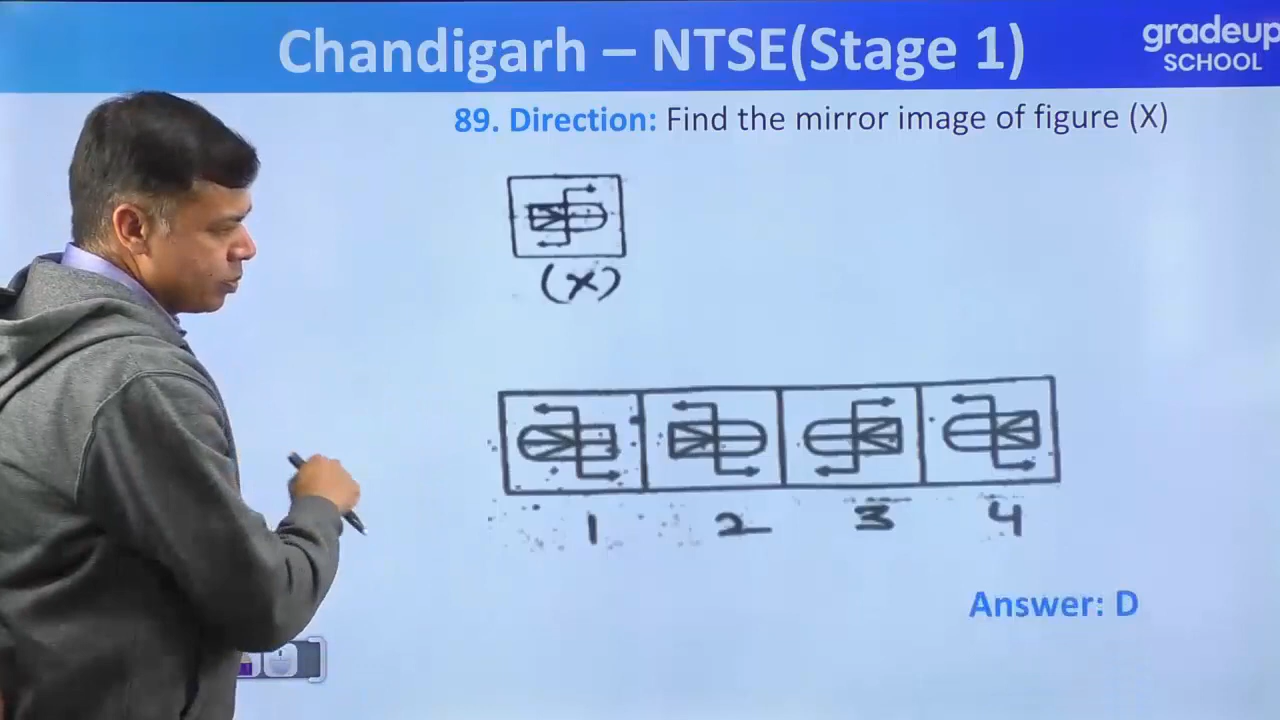 Chandigarh – NTSE(Stage 1)
gradeup
SCHOOL
89. Direction: Find the mirror image of figure (X)
(X)
1 2 3 4
Answer: D